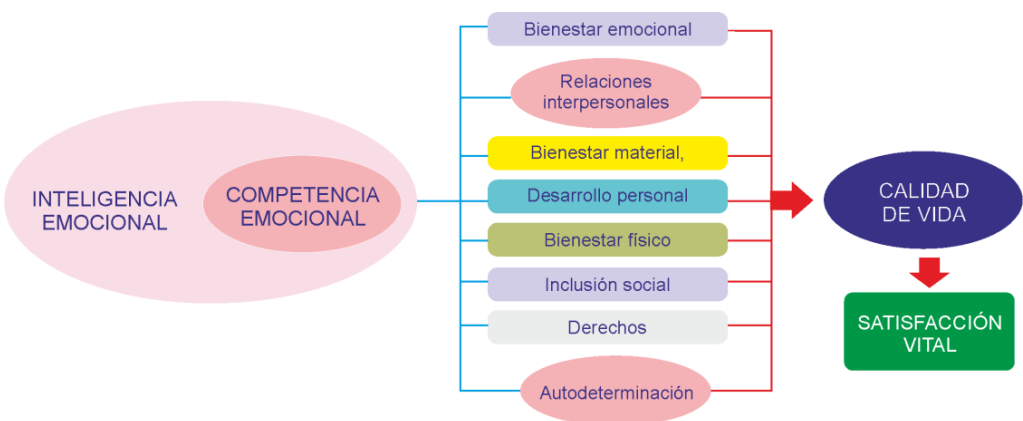 INTELIGENCIA
EMOCIONAL
COMPETENCIA
EMOCIONAL
Bienestar emocional
Relaciones
interpersonales
Bienestar material,
Desarrollo personal
Bienestar físico
Inclusión social
Derechos
Autodeterminación
CALIDAD
DE VIDA
SATISFACCIÓN
VITAL